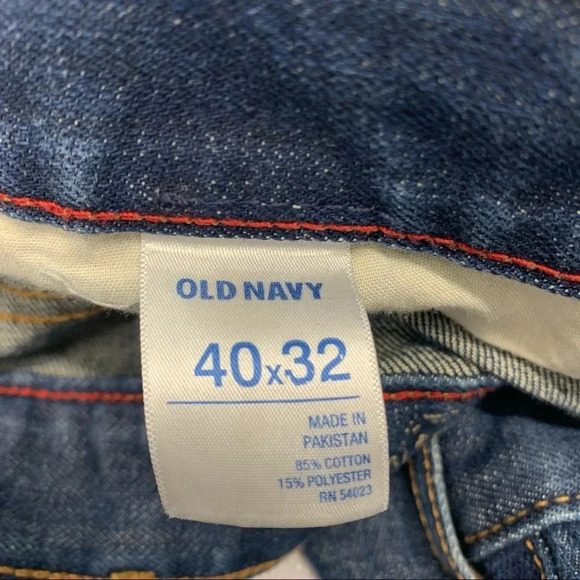 OLD NAVY
40x32
MADE IN
PAKISTAN
85% COTTON
15% POLYESTER
RN 54023